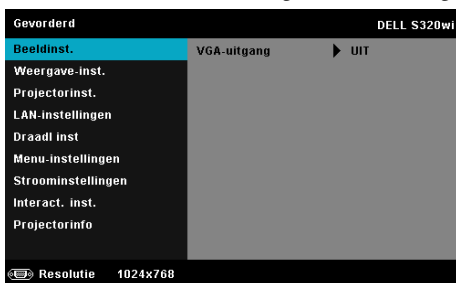 Gevorderd DELL S320wi
Beeldinst. VGA-uitgang UIT
Weergave-inst.
Projectorinst.
LAN-instellingen
Draadl inst
Menu-instellingen
Stroominstellingen
Interact. inst.
Projectorinfo
Resolutie 1024x768